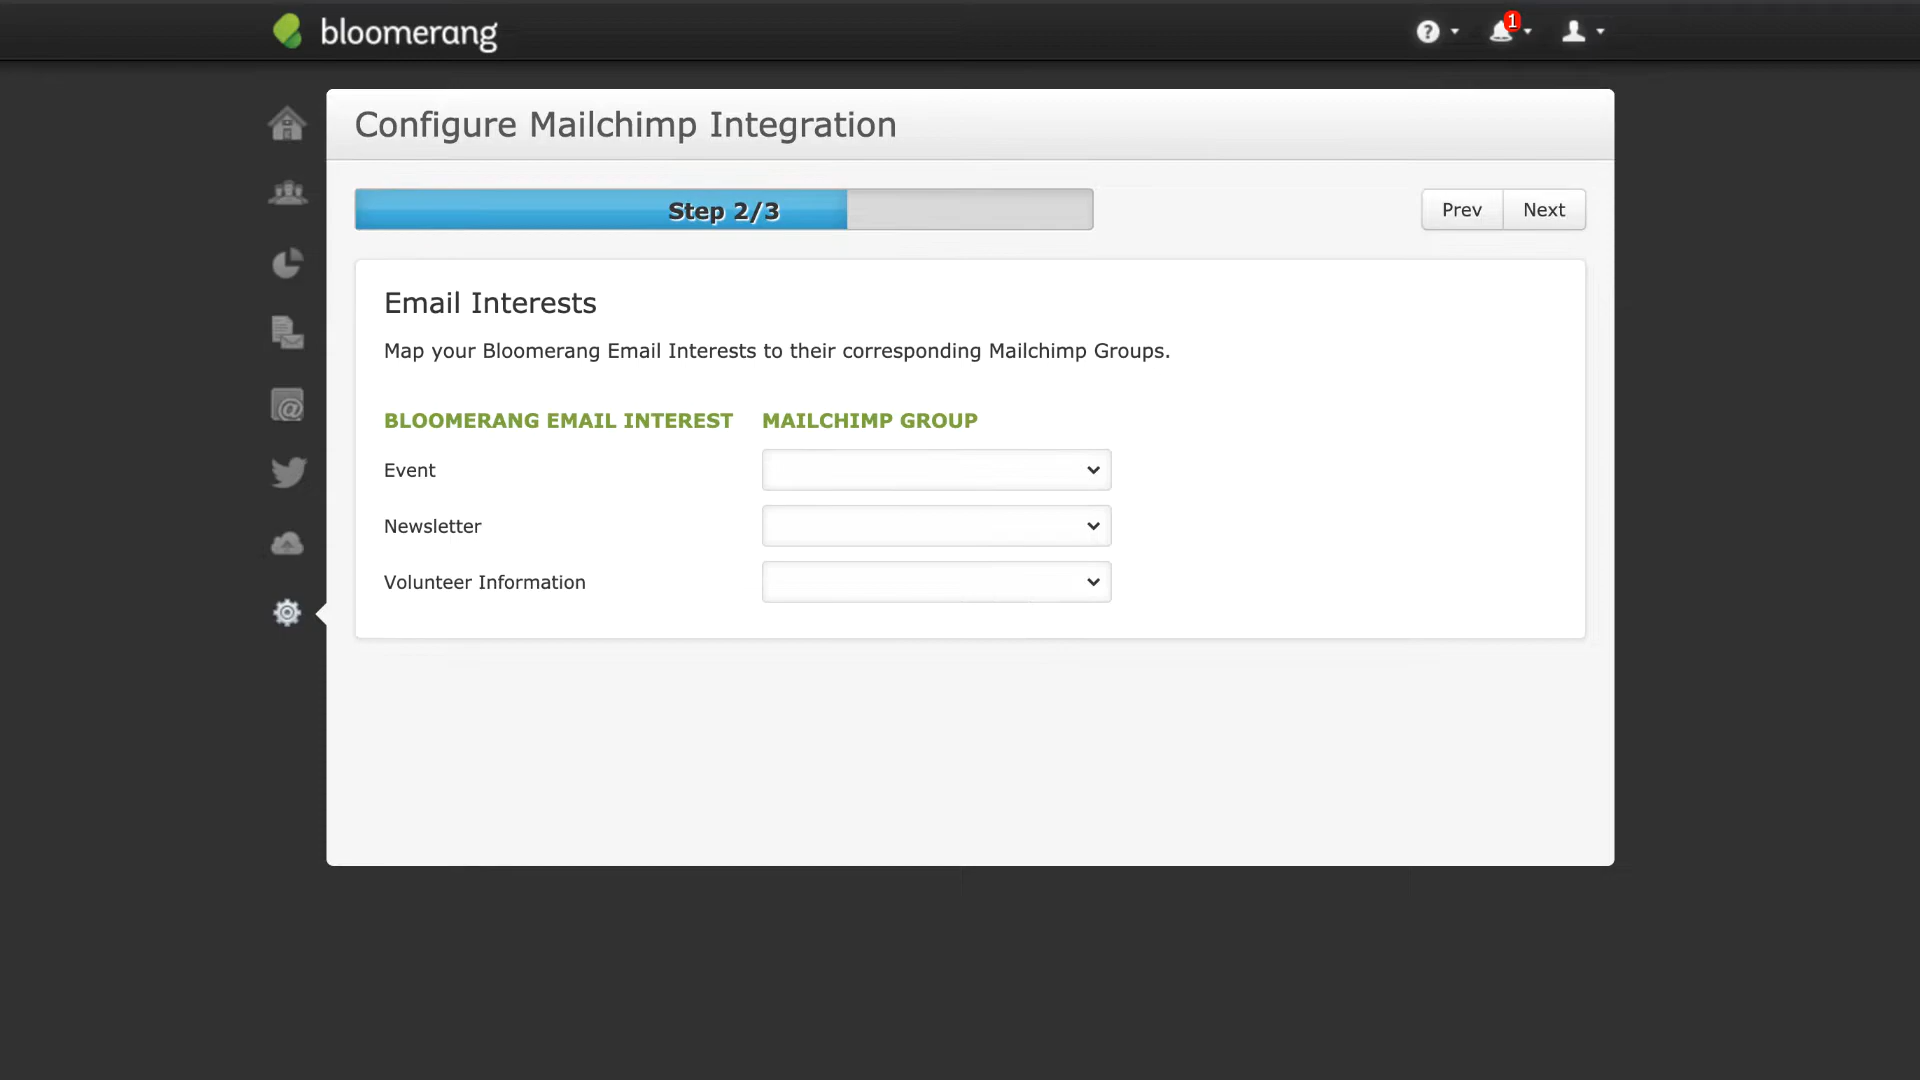 bloomerang
1
Configure Mailchimp Integration
Step 2/3
Prev
Next
Email Interests
Map your Bloomerang Email Interests to their corresponding Mailchimp Groups.
BLOOMERANG EMAIL INTEREST
MAILCHIMP GROUP
Event
Newsletter
Volunteer Information